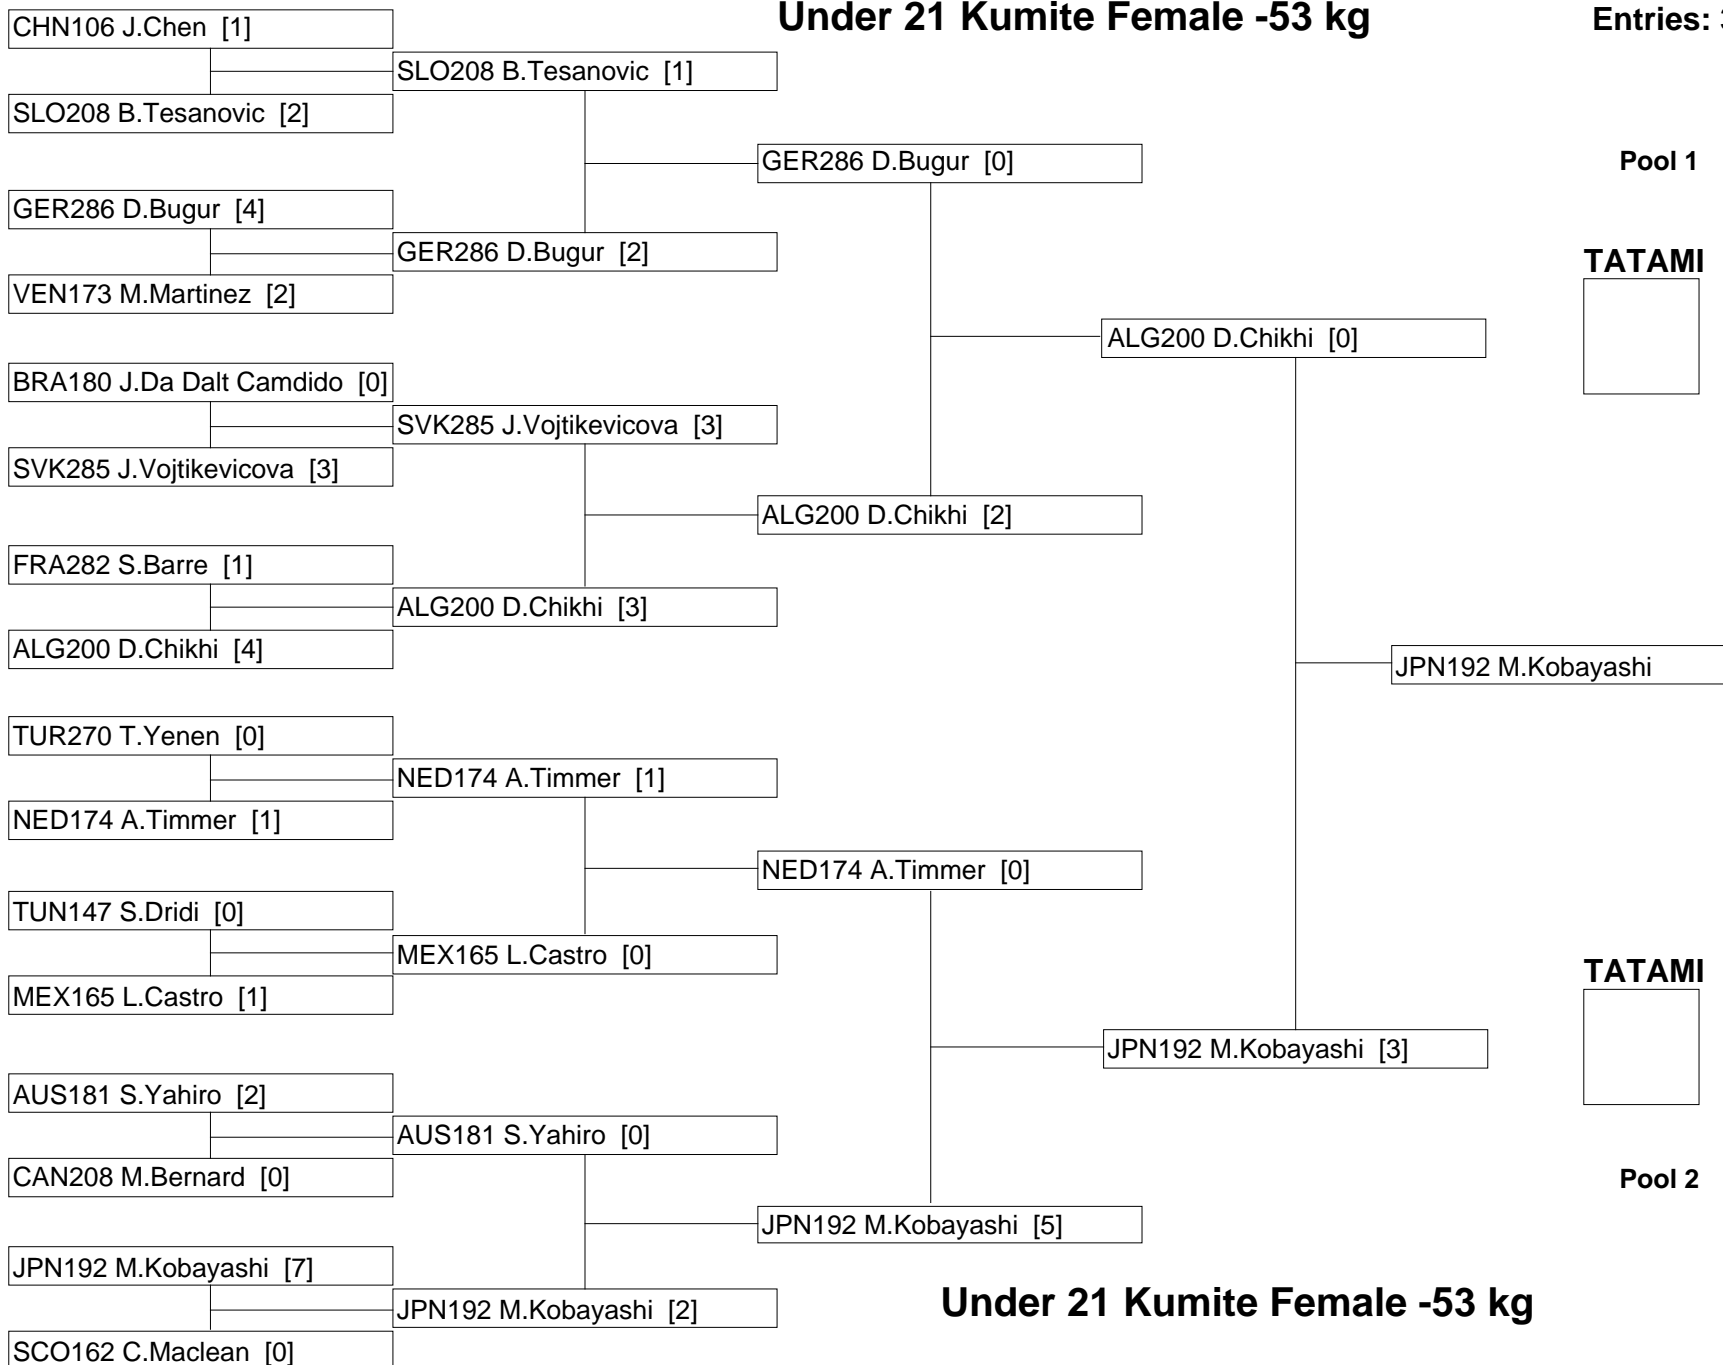 Under 21 Kumite Female -53 kg
Entries:
CHN106 J.Chen [1]
SLO208 B.Tesanovic [1]
SLO208 B.Tesanovic [2]
GER286 D.Bugur [0]
Pool 1
GER286 D.Bugur [4]
GER286 D.Bugur [2]
TATAMI
VEN173 M.Martinez [2]
ALG200 D.Chikhi [0]
BRA180 J.Da Dalt Camdido [0]
SVK285 J.Vojtikevicova [3]
SVK285 J.Vojtikevicova [3]
ALG200 D.Chikhi [2]
FRA282 S.Barre [1]
ALG200 D.Chikhi [3]
ALG200 D.Chikhi [4]
JPN192 M.Kobayashi
TUR270 T.Yenen [0]
NED174 A.Timmer [1]
NED174 A.Timmer [1]
NED174 A.Timmer [0]
TUN147 S.Dridi [0]
MEX165 L.Castro [0]
TATAMI
MEX165 L.Castro [1]
JPN192 M.Kobayashi [3]
AUS181 S.Yahiro [2]
AUS181 S.Yahiro [0]
CAN208 M.Bernard [0]
Pool 2
JPN192 M.Kobayashi [5]
JPN192 M.Kobayashi [7]
JPN192 M.Kobayashi [2]
Under 21 Kumite Female -53 kg
SCO162 C.Maclean [0]